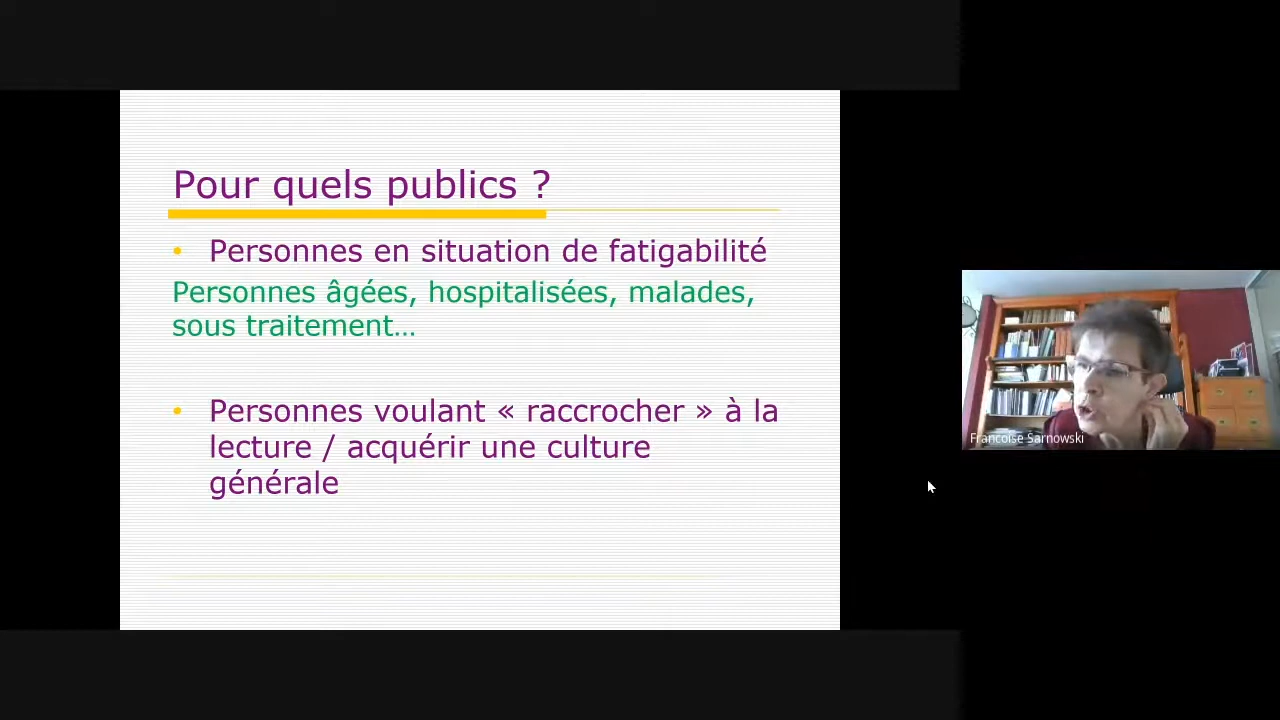 Pour quels publics ?
• Personnes en situation de fatigabilité
Personnes âgées, hospitalisées, malades,
sous traitement…
• Personnes voulant « raccrocher » à la
lecture / acquérir une culture
générale
Francoise Sarnowski